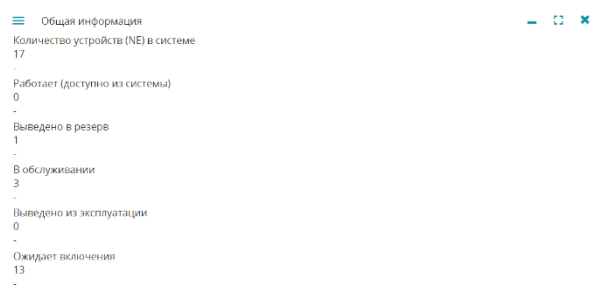 Общая информация
Количество устройств (NE) в системе
17
-
Работает (доступно из системы)
0
-
Выведено в резерв
1
-
В обслуживании
3
-
Выведено из эксплуатации
0
-
Ожидает включения
13
-